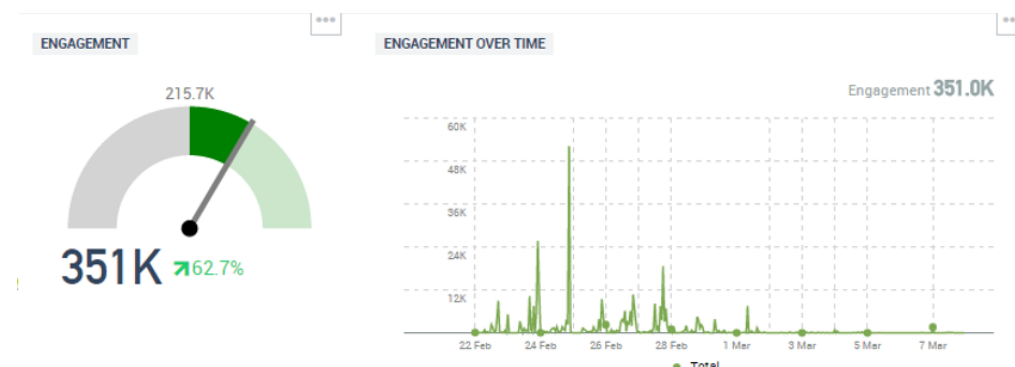 ENGAGEMENT
215.7K
351K
62.7%
ENGAGEMENT OVER TIME
Engagement 351.0K
60K
48K
36K
24K
12K
22 Feb 24 Feb 26 Feb 28 Feb 1 Mar 3 Mar 5 Mar 7 Mar
Total